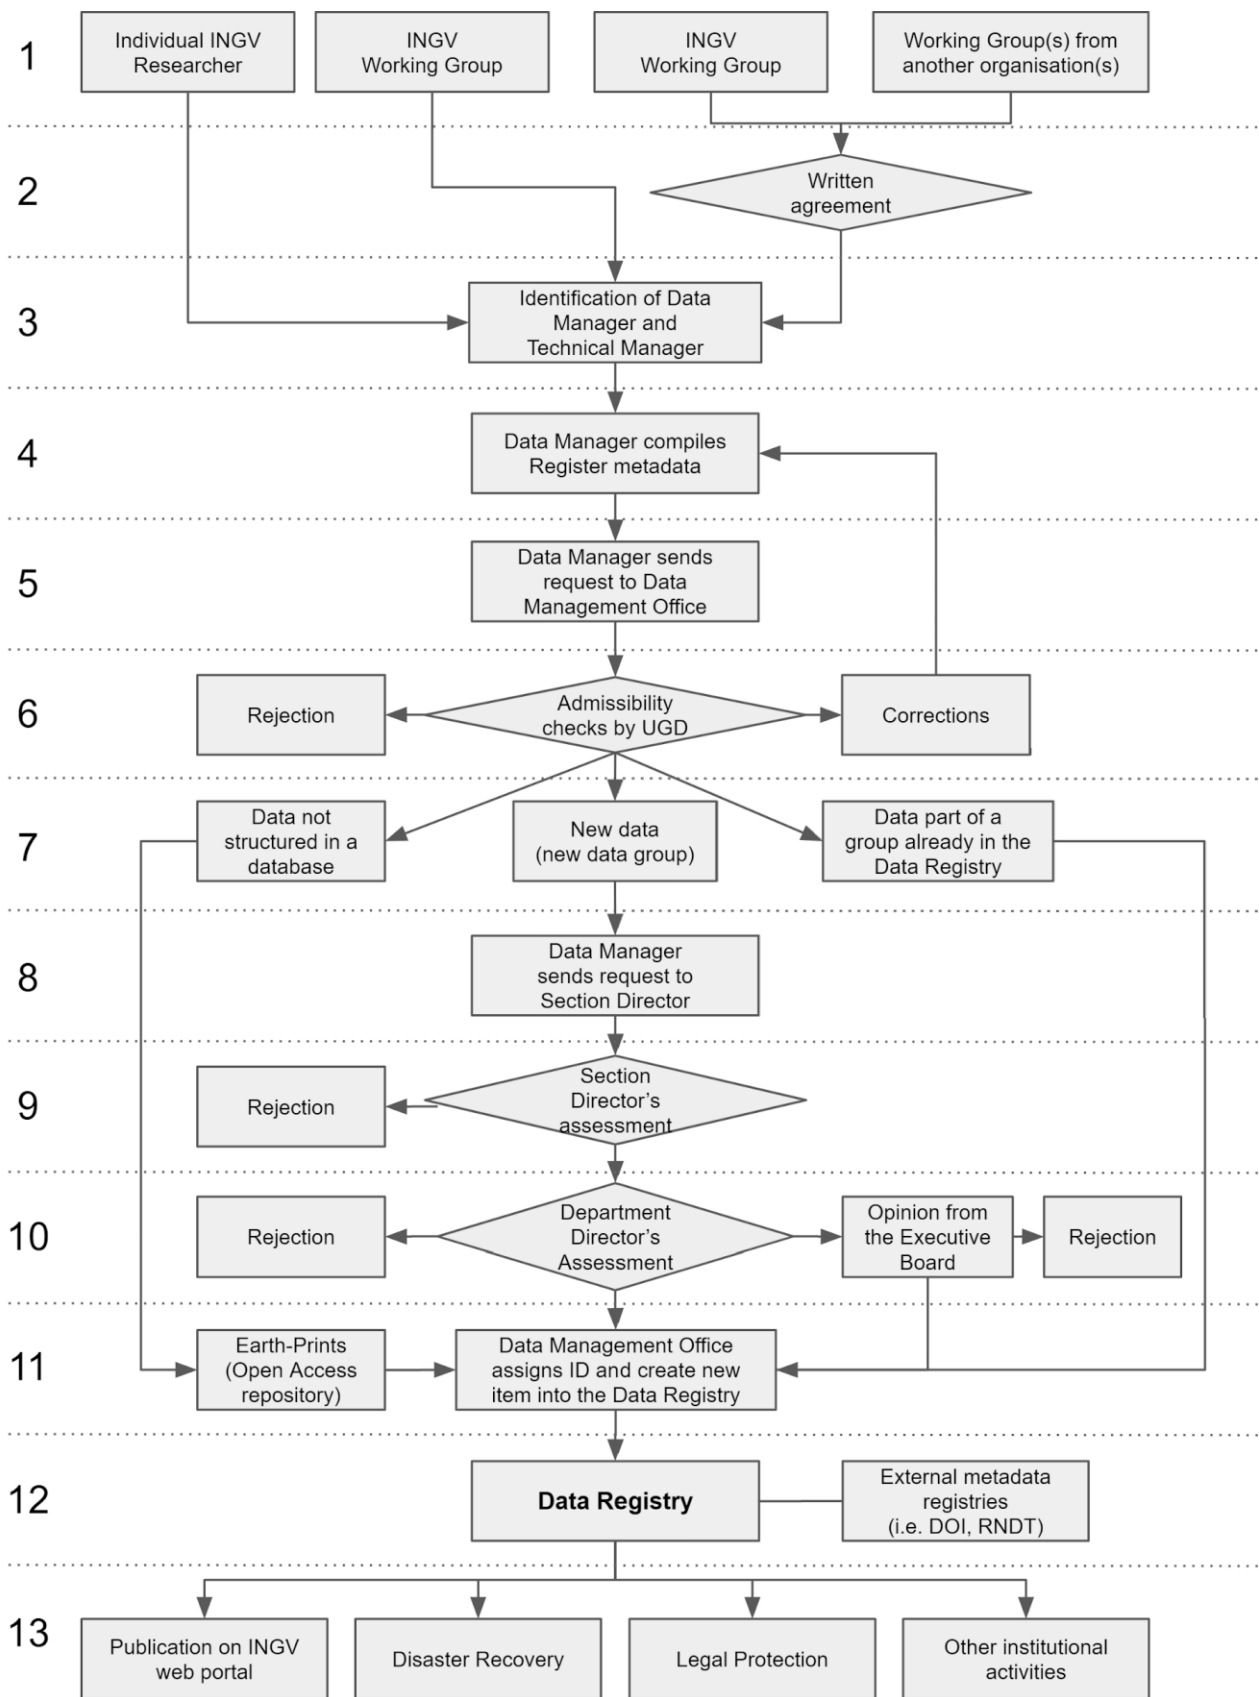 1
Individual INGV
Researcher
INGV
Working Group
INGV
Working Group
Working Group(s) from
another organisation(s)
2
Written
agreement
3
Identification of Data
Manager and
Technical Manager
4
Data Manager compiles
Register metadata
5
Data Manager sends
request to Data
Management Office
6
Rejection
Admissibility
checks by UGD
Corrections
7
Data not
structured in a
database
New data
(new data group)
Data part of a
group already in the
Data Registry
8
Data Manager
sends request to
Section Director
9
Rejection
Section
Director's
assessment
10
Rejection
Department
Director's
Assessment
Opinion from
the Executive
Board
Rejection
11
Earth-Prints
(Open Access
repository)
Data Management Office
assigns ID and create new
item into the Data Registry
12
Data Registry
External metadata
registries
(i.e. DOI, RNDT)
13
Publication on INGV
web portal
Disaster Recovery
Legal Protection
Other institutional
activities